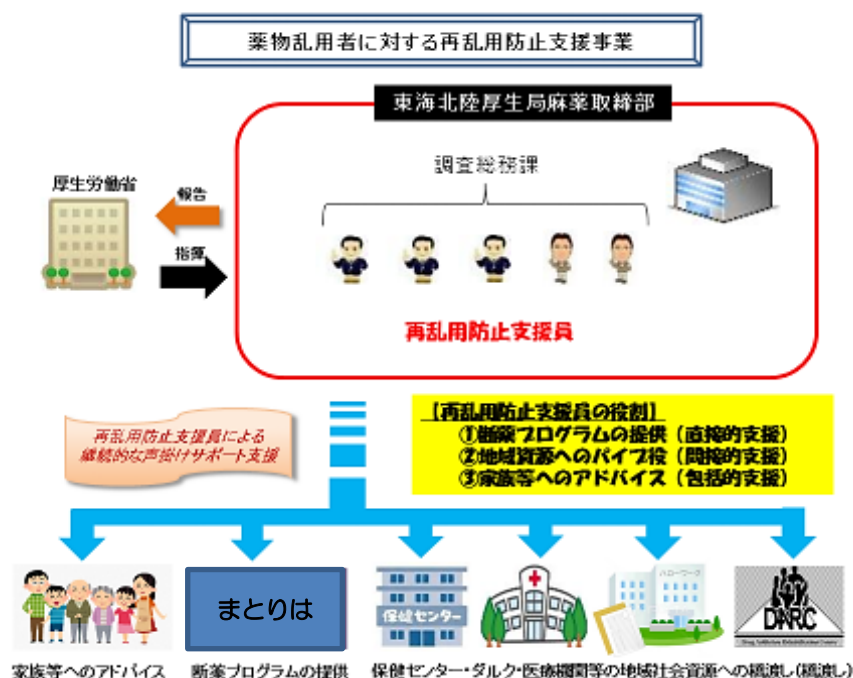 薬物乱用者に対する再乱用防止支援事業
東海北陸厚生局麻薬取締部
調査総務課
厚生労働省
報告
指揮
再乱用防止支援員
再乱用防止支援員による
継続的な声掛けサポート支援
【再乱用防止支援員の役割】
①断薬プログラムの提供（直接的支援）
②地域資源へのパイプ役（間接的支援）
③家族等へのアドバイス（包括的支援）
まとりは
保健センター
ハローワーク
DARC
家族等へのアドバイス
断薬プログラムの提供
保健センター・ダルク・医療機関等の地域社会資源への橋渡し(橋渡し)